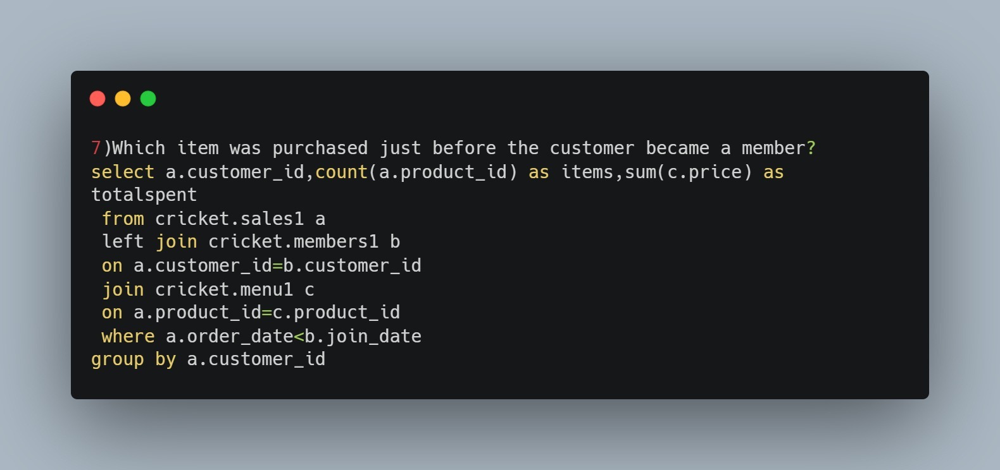 7)Which item was purchased just before the customer became a member?
select a.customer_id,count(a.product_id) as items,sum(c.price) as
totalspent
from cricket.sales1 a
left join cricket.members1 b
on a.customer_id=b.customer_id
join cricket.menu1 c
on a.product_id=c.product_id
where a.order_date<b.join_date
group by a.customer_id